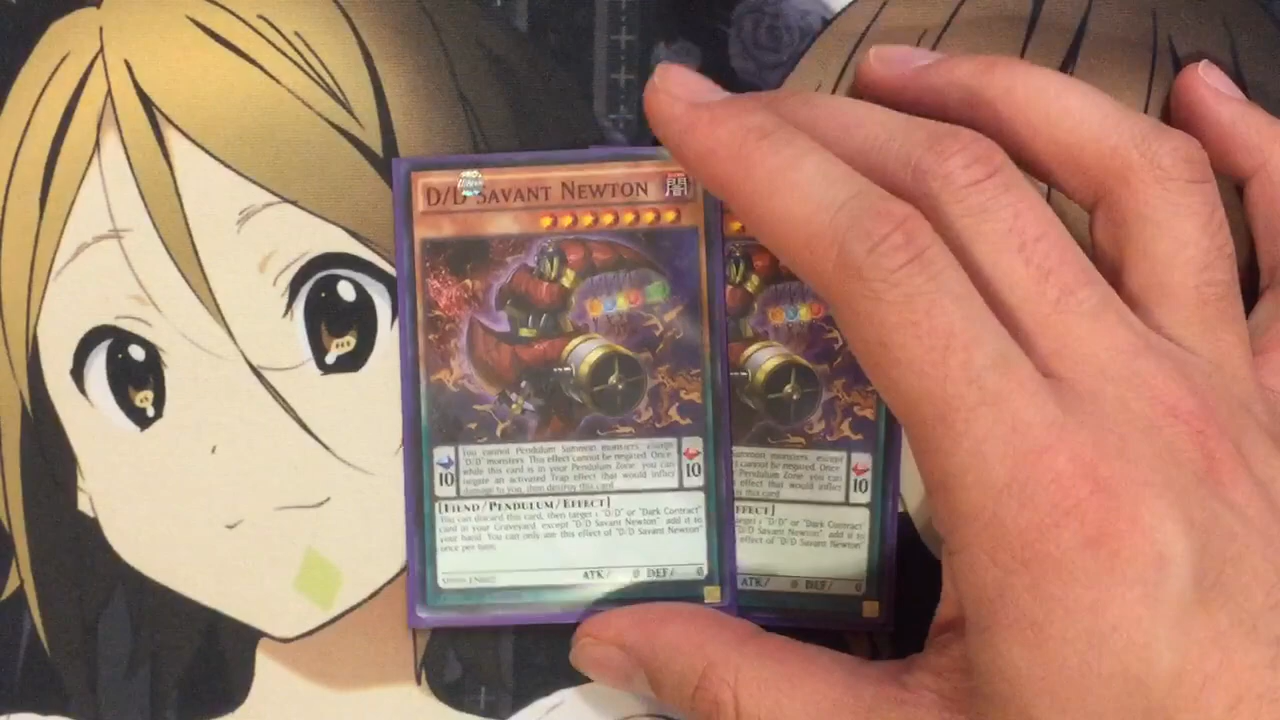 D/D SAVANT NEWTON
闇
10
You cannot Pendulum Summon monsters, except
"D/D" monsters. This effect cannot be negated. Once
while this card is in your Pendulum Zone: you can
negate an activated Trap effect that would inflict
damage to you, then destroy this card.
10
[FIEND/PENDULUM/EFFECT]
You can discard this card, then target 1 "D/D" or "Dark Contract"
card in your Graveyard, except "D/D Savant Newton"; add it to
your hand. You can only use this effect of "D/D Savant Newton"
once per turn.
ATK/ 0 DEF/ 0
Summon monsters, except
cannot be negated. Once
Pendulum Zone: you can
effect that would inflict
this card.
10
EFFECT]
target 1 "D/D" or "Dark Contract"
"D/D Savant Newton"; add it to
effect of "D/D Savant Newton"
ATK/ 0 DEF/ 0